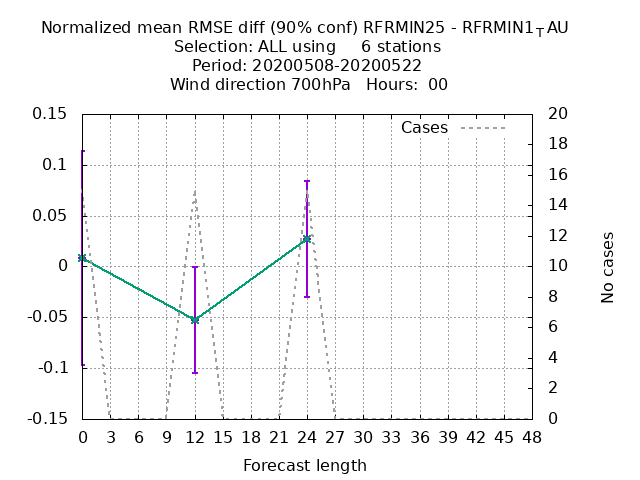 Normalized mean RMSE diff (90% conf) RFRMIN25 - RFRMIN1TAU
Selection: ALL using 6 stations
Period: 20200508-20200522
Wind direction 700hPa Hours: 00
Cases
0.15
0.1
0.05
0
-0.05
-0.1
-0.15
20
18
16
14
12
10
8
6
4
2
0
No cases
0 3 6 9 12 15 18 21 24 27 30 33 36 39 42 45 48
Forecast length